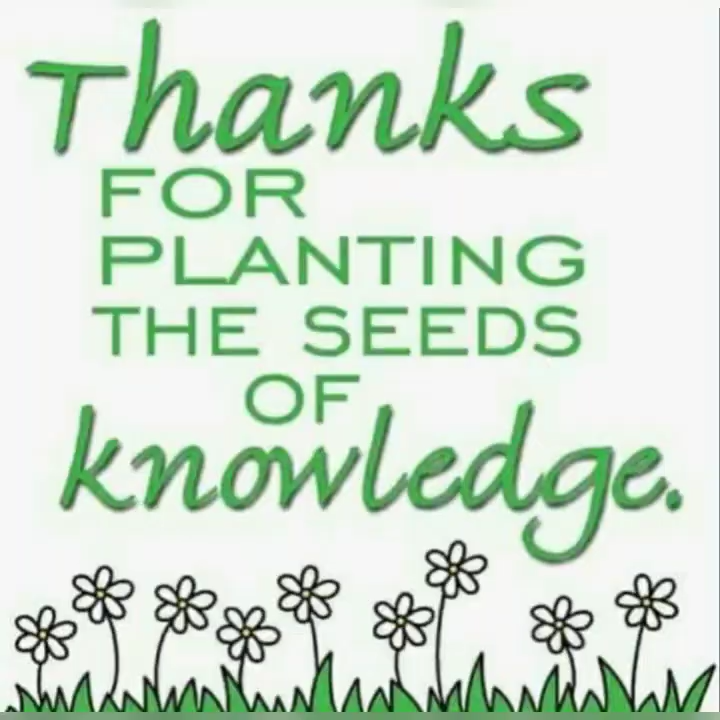 Thanks
FOR
PLANTING
THE SEEDS
OF
knowledge.